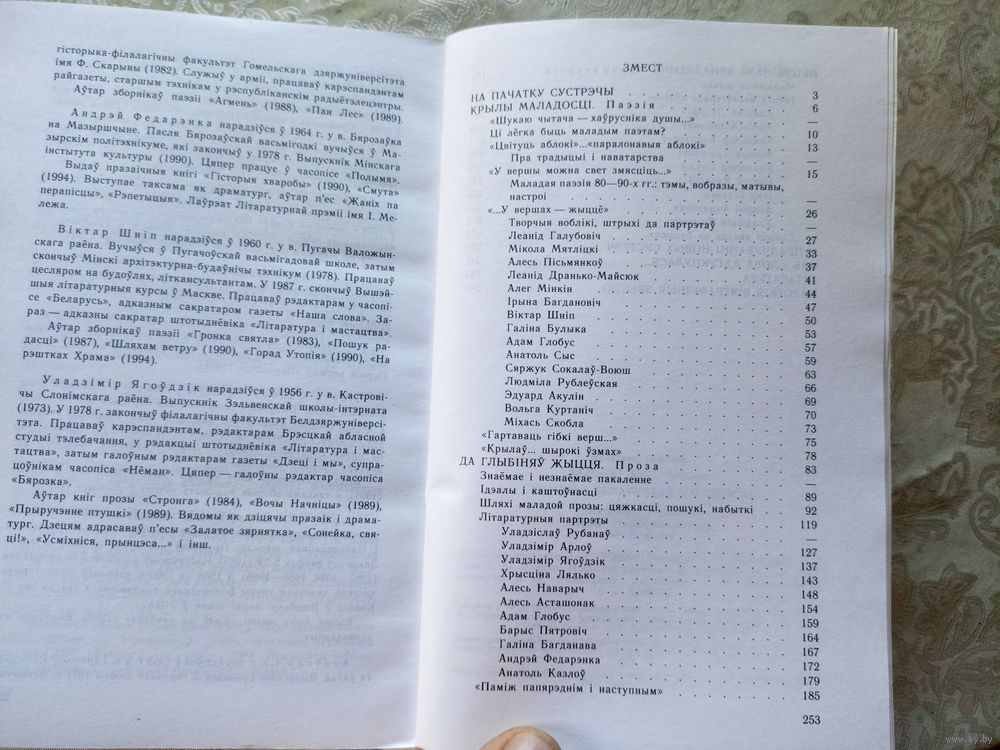 гісторыка-філалагічны факультэт Гомельскага дзяржуніверсітэта
імя Ф. Скарыны (1982). Служыў у арміі, працаваў карэспандэнтам
райгазеты, старшым тэхнікам у рэспубліканскім радыётэлецэнтры.
Аўтар зборнікаў паэзіі «Агмень» (1988), «Пан Лес» (1989).
Андрэй Федарэнка нарадзіўся ў 1964 г. у в. Бярозаўка
на Мазыршчыне. Пасля Бярозаўскай васьмігодкі вучыўся ў Ма-
зырскім політэхнікуме, які закончыў у 1978 г. Выпускнік Мінскага
інстытута культуры (1990). Цяпер працуе ў часопісе «Полымя».
Выдаў празаічныя кнігі «Гісторыя хваробы» (1990), «Смута»
(1994). Выступае таксама як драматург, аўтар п'ес «Жаніх па
перапісцы», «Рэпетыцыя». Лаўрэат Літаратурнай прэміі імя І. Ме-
лежа.
Віктар Шніп нарадзіўся ў 1960 г. у в. Пугачы Валожын-
скага раёна. Вучыўся ў Пугачоўскай васьмігадовай школе, затым
скончыў Мінскі архітэктурна-будаўнічы тэхнікум (1978). Працаваў
цесляром на будоўлях, літкансультантам. У 1987 г. скончыў Вышэй-
шыя літаратурныя курсы ў Маскве. Працаваў рэдактарам у часопі-
се «Беларусь», адказным сакратаром газеты «Наша слова». За-
раз — адказны сакратар штотыднёвіка «Літаратура і мастацтва».
Аўтар зборнікаў паэзіі «Гронка святла» (1983), «Пошук ра-
дасці» (1987), «Шляхам ветру» (1990), «Горад Утопія» (1990), «На
рэштках Храма» (1994).
Уладзімір Ягоўдзік нарадзіўся ў 1956 г. у в. Кастрові-
чы Слонімскага раёна. Выпускнік Зэльвенскай школы-інтэрната
(1973). У 1978 г. закончыў філалагічны факультэт Белдзяржуніверсі-
тэта. Працаваў карэспандэнтам, рэдактарам Брэсцкай абласной
студыі тэлебачання, у рэдакцыі штотыднёвіка «Літаратура і мас-
тацтва», затым галоўным рэдактарам газеты «Дзеці і мы», супра-
цоўнікам часопіса «Нёман». Цяпер — галоўны рэдактар часопіса
«Бярозка».
Аўтар кніг прозы «Стронга» (1984), «Вочы Начніцы» (1989),
«Прыручэнне птушкі» (1989). Вядомы як дзіцячы празаік і драма-
тург. Дзецям адрасаваў п'есы «Залатое зярнятка», «Сонейка, свя-
ці!», «Усміхніся, прынцэса...» і інш.
ЗМЕСТ
НА ПАЧАТКУ СУСТРЭЧЫ 3
КРЫЛЫ МАЛАДОСЦІ. Паэзія 6
«Шукаю чытача — хаўрусніка душы...» —
Ці лёгка быць маладым паэтам? 10
«Цвітуць аблокі»...«паралонавыя аблокі» 13
Пра традыцыі і наватарства —
«У вершы можна свет змясціць...» 15
Маладая паэзія 80—90-х гг.: тэмы, вобразы, матывы,
настроі —
«...У вершах — жыццё» 26
Творчыя воблікі, штрыхі да партрэтаў —
Леанід Галубовіч 27
Мікола Мятліцкі 33
Алесь Пісьмянкоў 37
Леанід Дранько-Майсюк 41
Алег Мінкін 44
Ірына Багдановіч 47
Віктар Шніп 50
Галіна Булыка 53
Адам Глобус 57
Анатоль Сыс 59
Сяржук Сокалаў-Воюш 63
Людміла Рублеўская 66
Эдуард Акулін 69
Вольга Куртаніч 70
Міхась Скобла 73
«Гартаваць гібкі верш...» 75
«Крылаў... шырокі ўзмах» 78
ДА ГЛЫБІНЯЎ ЖЫЦЦЯ. Проза 83
Знаёмае і незнаёмае пакаленне —
Ідэалы і каштоўнасці 89
Шляхі маладой прозы: цяжкасці, пошукі, набыткі 92
Літаратурныя партрэты 119
Уладзіслаў Рубанаў —
Уладзімір Арлоў 127
Уладзімір Ягоўдзік 137
Хрысціна Лялько 143
Алесь Наварыч 148
Алесь Асташонак 154
Адам Глобус 159
Барыс Пятровіч 164
Галіна Багданава 167
Андрэй Федарэнка 172
Анатоль Казлоў 179
«Паміж папярэднім і наступным» 185
253
www.ay.by